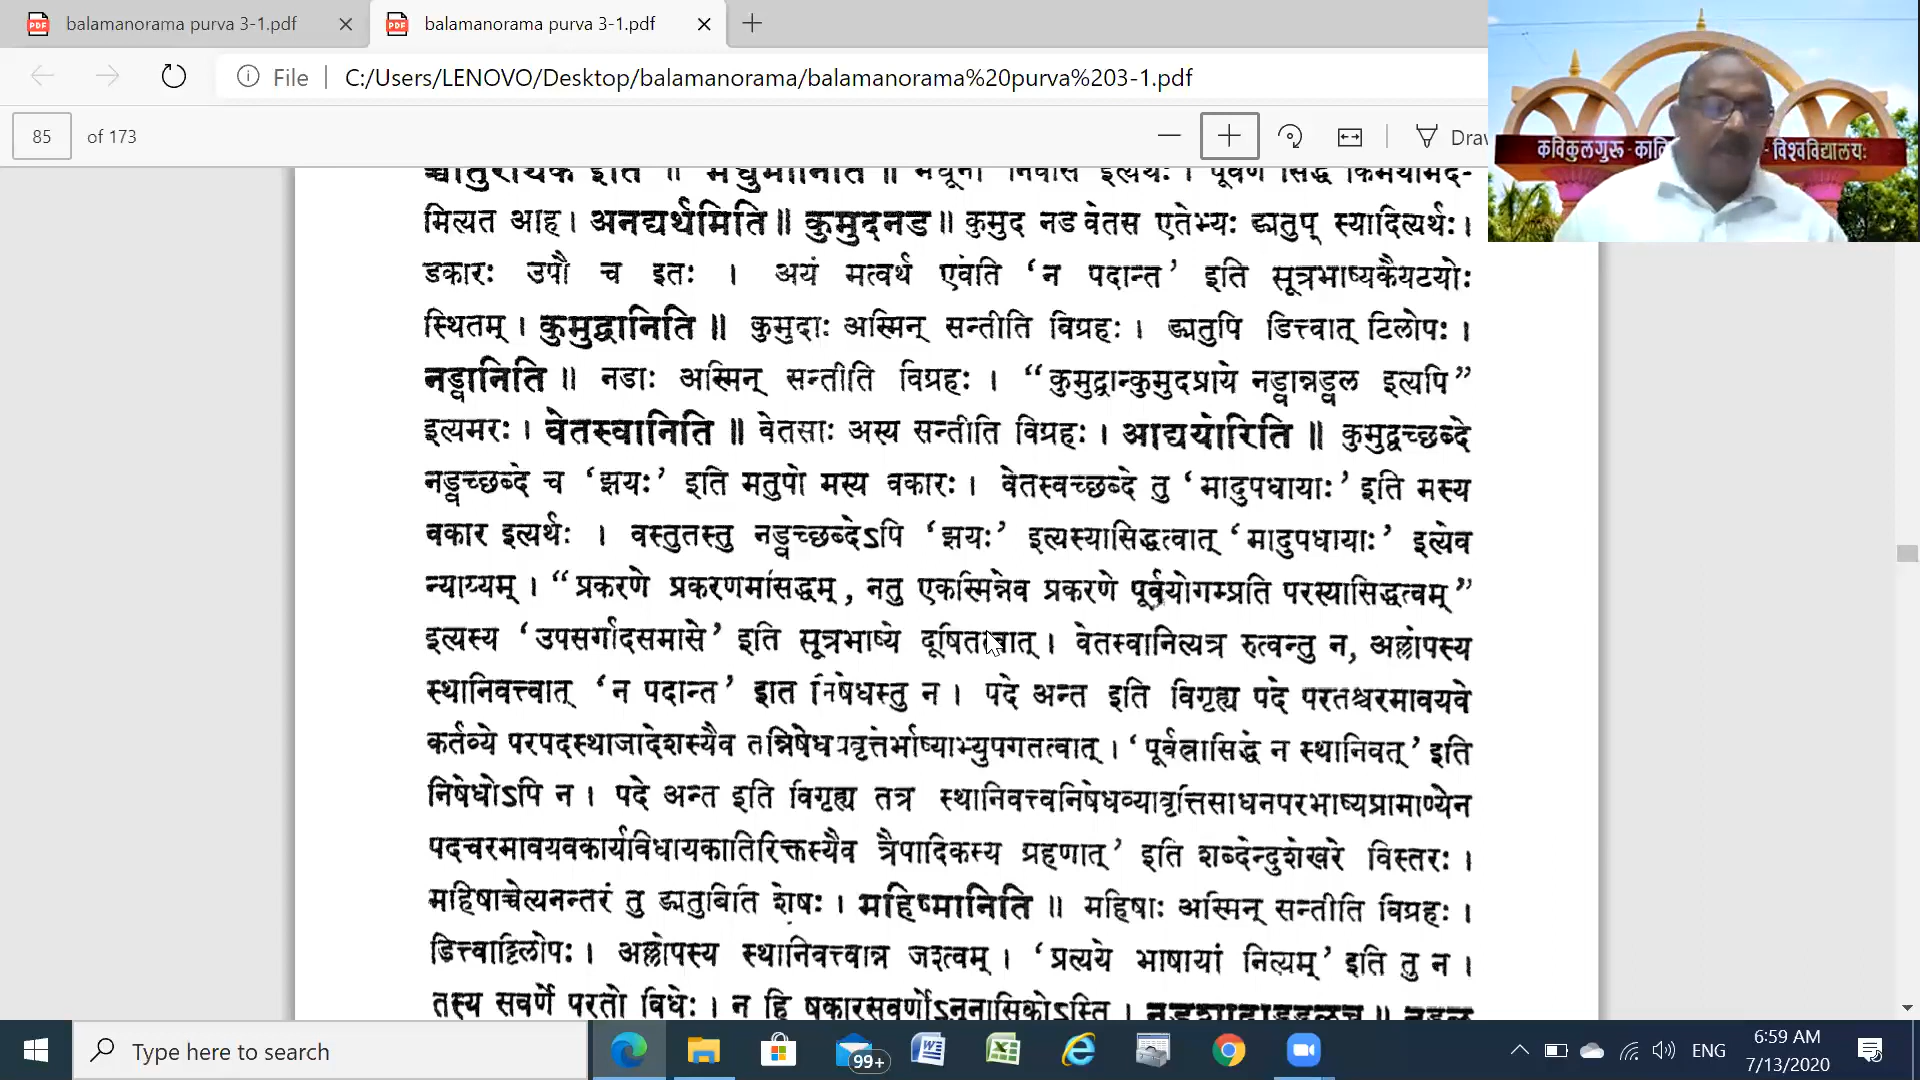 balamanorama purva 3-1.pdf
balamanorama purva 3-1.pdf
File
C:/Users/LENOVO/Desktop/balamanorama/balamanorama%20purva%203-1.pdf
85 of 173
Draw
कविकुलगुरू-का
विश्वविद्यालयः
मित्यत आह। अनद्यर्थमिति॥ कुमुदनड॥ कुमुद नड वेतस एतेभ्यः ड्मतुप् स्यादित्यर्थः।
डकारः उपौ च इतः । अयं मत्वर्थ एवेति ‘न पदान्त’ इति सूत्रभाष्यकैयटयोः
स्थितम्। कुमुद्वानिति॥ कुमुदाः अस्मिन् सन्तीति विग्रहः। ड्मतुपि डित्त्वात् टिलोपः।
नड्वानिति॥ नडाः अस्मिन् सन्तीति विग्रहः। “कुमुद्वान्कुमुदप्राये नड्वान्नड्वल इत्यपि”
इत्यमरः। वेतस्वानिति॥ वेतसाः अस्य सन्तीति विग्रहः। आद्ययोरिति॥ कुमुद्वच्छब्दे
नड्वच्छब्दे च ‘झयः’ इति मतुपो मस्य वकारः। वेतस्वच्छब्दे तु ‘मादुपधायाः’ इति मस्य
वकार इत्यर्थः । वस्तुतस्तु नड्वच्छब्देऽपि ‘झयः’ इत्यस्यासिद्धत्वात् ‘मादुपधायाः’ इत्येव
न्याय्यम्। “प्रकरणे प्रकरणमसिद्धम्, नतु एकस्मिन्नेव प्रकरणे पूर्वयोगम्प्रति परस्यासिद्धत्वम्”
इत्यस्य ‘उपसर्गादसमासे’ इति सूत्रभाष्ये दूषितत्वात्। वेतस्वानित्यत्र रुत्वन्तु न, अल्लोपस्य
स्थानिवत्त्वात् ‘न पदान्त’ इति निषेधस्तु न। पदे अन्त इति विगृह्य पदे परतश्चरमावयवे
कर्तव्ये परपदस्थाजादेशस्यैव तन्निषेधप्रवृत्तेर्भाष्याभ्युपगतत्वात्। ‘पूर्वत्रासिद्धे न स्थानिवत्’ इति
निषेधोऽपि न। पदे अन्त इति विगृह्य तत्र स्थानिवत्त्वनिषेधव्यावृत्तिसाधनपरभाष्यप्रामाण्येन
पदचरमावयवकार्यविधायकातिरिक्तस्यैव त्रैपादिकस्य ग्रहणात्’ इति शब्देन्दुशेखरे विस्तरः।
महिषाच्चेत्यनन्तरं तु ड्मतुबिति शेषः। महिष्मानिति॥ महिषाः अस्मिन् सन्तीति विग्रहः।
डित्त्वाट्टिलोपः। अल्लोपस्य स्थानिवत्त्वान्न जश्त्वम्। ‘प्रत्यये भाषायां नित्यम्’ इति तु न।
तस्य सवर्णे परतो विधेः। न हि षकारसवर्णोऽनुनासिकोऽस्ति।
Type here to search
99+
ENG
6:59 AM
7/13/2020